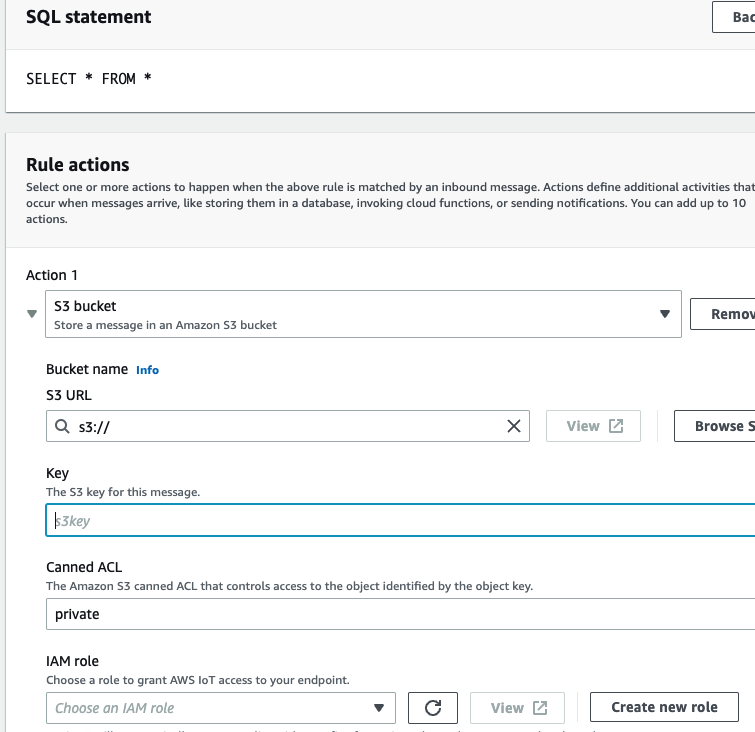 SQL statement
SELECT * FROM *
Rule actions
Select one or more actions to happen when the above rule is matched by an inbound message. Actions define additional activities that
occur when messages arrive, like storing them in a database, invoking cloud functions, or sending notifications. You can add up to 10
actions.
Action 1
S3 bucket
Store a message in an Amazon S3 bucket
Bucket name Info
S3 URL
s3://
View
Browse S
Key
The S3 key for this message.
s3key
Canned ACL
The Amazon S3 canned ACL that controls access to the object identified by the object key.
private
IAM role
Choose a role to grant AWS IoT access to your endpoint.
Choose an IAM role
View
Create new role